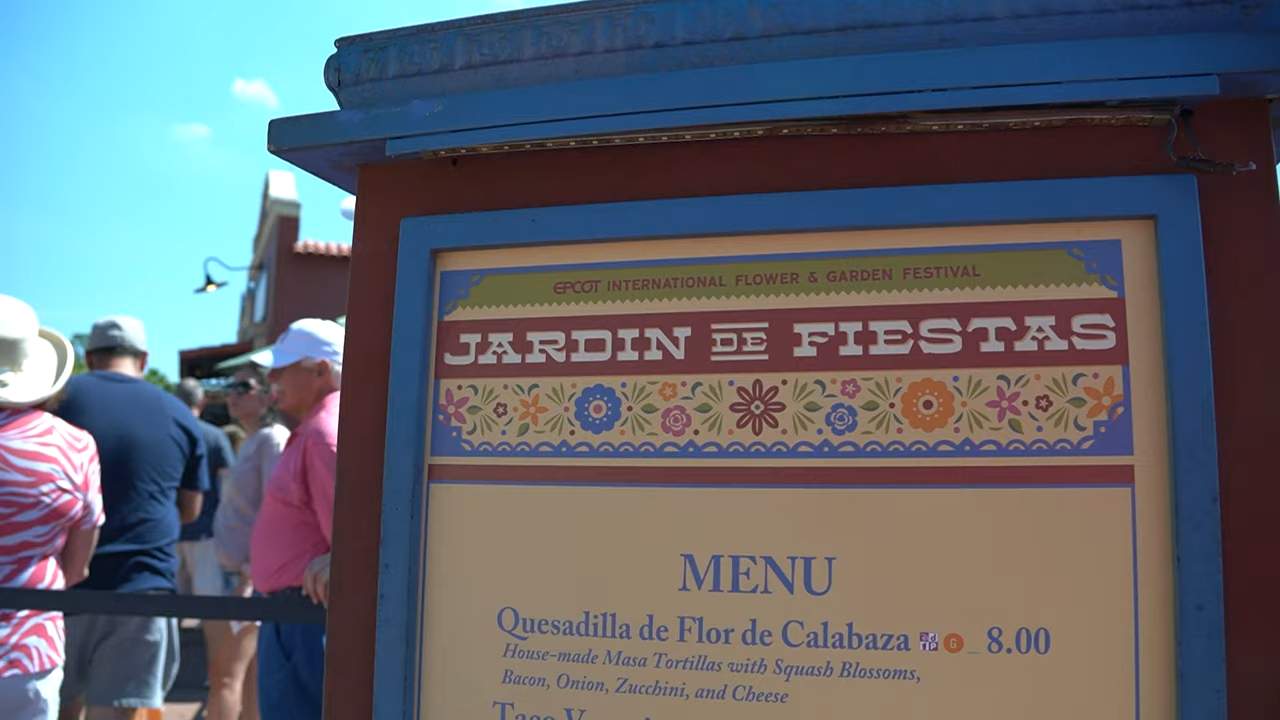 EPCOT INTERNATIONAL FLOWER & GARDEN FESTIVAL
JARDIN DE FIESTAS
MENU
Quesadilla de Flor de Calabaza G 8.00
House-made Masa Tortillas with Squash Blossoms,
Bacon, Onion, Zucchini, and Cheese
Taco